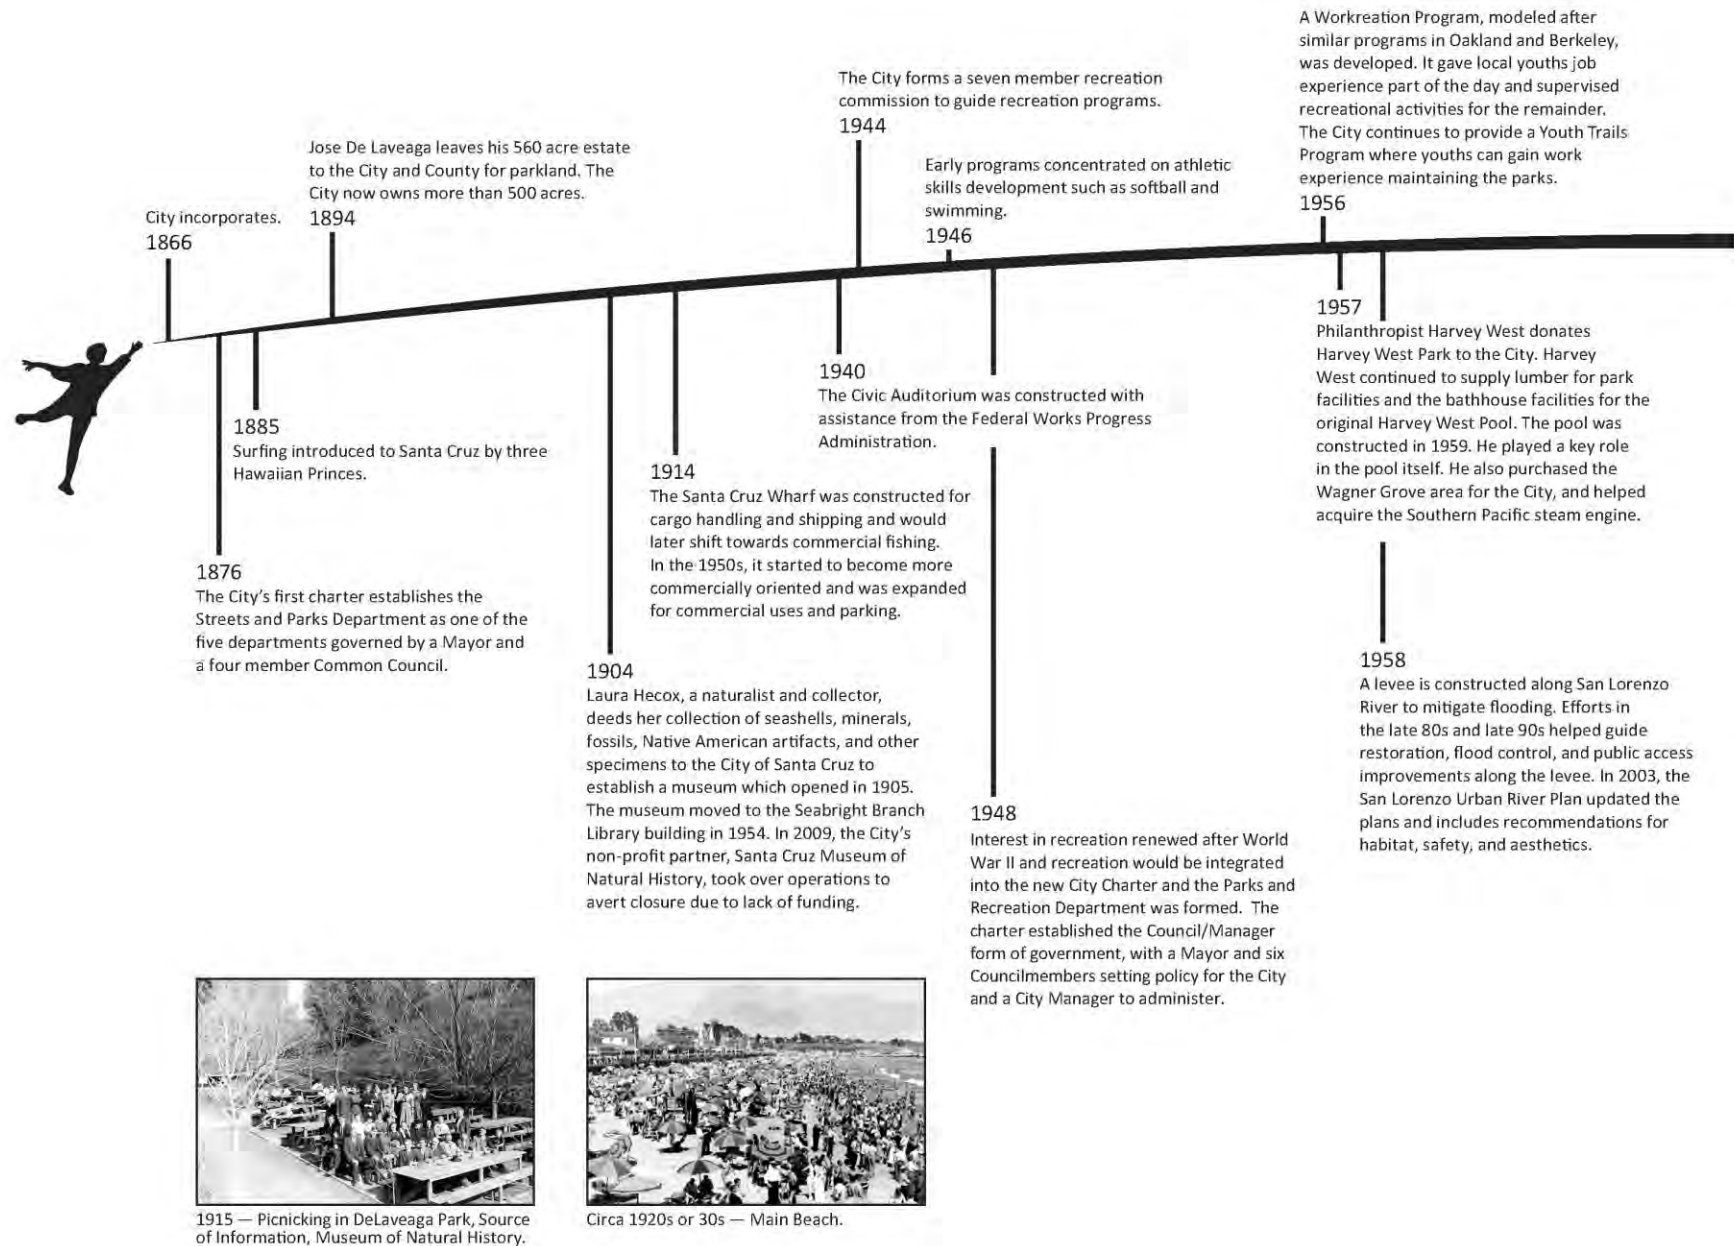 City incorporates.
1866
Jose De Laveaga leaves his 560 acre estate
to the City and County for parkland. The
City now owns more than 500 acres.
1894
The City forms a seven member recreation
commission to guide recreation programs.
1944
Early programs concentrated on athletic
skills development such as softball and
swimming.
1946
A Workreation Program, modeled after
similar programs in Oakland and Berkeley,
was developed. It gave local youths job
experience part of the day and supervised
recreational activities for the remainder.
The City continues to provide a Youth Trails
Program where youths can gain work
experience maintaining the parks.
1956
1876
The City’s first charter establishes the
Streets and Parks Department as one of the
five departments governed by a Mayor and
a four member Common Council.
1885
Surfing introduced to Santa Cruz by three
Hawaiian Princes.
1904
Laura Hecox, a naturalist and collector,
deeds her collection of seashells, minerals,
fossils, Native American artifacts, and other
specimens to the City of Santa Cruz to
establish a museum which opened in 1905.
The museum moved to the Seabright Branch
Library building in 1954. In 2009, the City’s
non-profit partner, Santa Cruz Museum of
Natural History, took over operations to
avert closure due to lack of funding.
1914
The Santa Cruz Wharf was constructed for
cargo handling and shipping and would
later shift towards commercial fishing.
In the 1950s, it started to become more
commercially oriented and was expanded
for commercial uses and parking.
1940
The Civic Auditorium was constructed with
assistance from the Federal Works Progress
Administration.
1948
Interest in recreation renewed after World
War II and recreation would be integrated
into the new City Charter and the Parks and
Recreation Department was formed.  The
charter established the Council/Manager
form of government, with a Mayor and six
Councilmembers setting policy for the City
and a City Manager to administer.
1957
Philanthropist Harvey West donates
Harvey West Park to the City. Harvey
West continued to supply lumber for park
facilities and the bathhouse facilities for the
original Harvey West Pool. The pool was
constructed in 1959. He played a key role
in the pool itself. He also purchased the
Wagner Grove area for the City, and helped
acquire the Southern Pacific steam engine.
1958
A levee is constructed along San Lorenzo
River to mitigate flooding. Efforts in
the late 80s and late 90s helped guide
restoration, flood control, and public access
improvements along the levee. In 2003, the
San Lorenzo Urban River Plan updated the
plans and includes recommendations for
habitat, safety, and aesthetics.
1915 — Picnicking in DeLaveaga Park, Source
of Information, Museum of Natural History.
Circa 1920s or 30s — Main Beach.